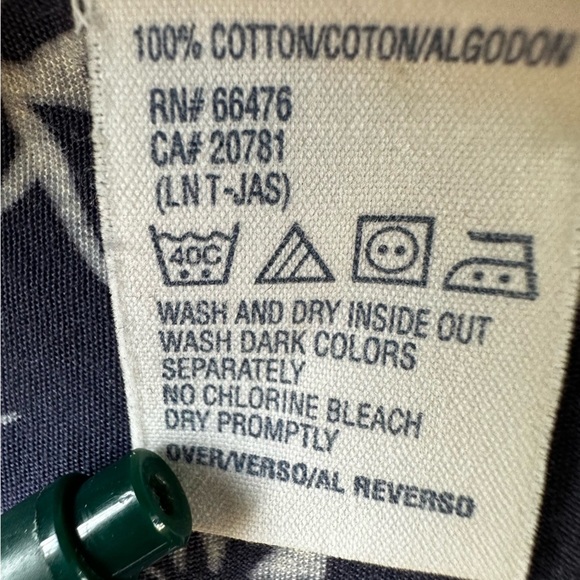 100% COTTON/COTON/ALGODON
RN# 66476
CA# 20781
(LN T-JAS)
40C
WASH AND DRY INSIDE OUT
WASH DARK COLORS
SEPARATELY
NO CHLORINE BLEACH
DRY PROMPTLY
OVER/VERSO/AL REVERSO